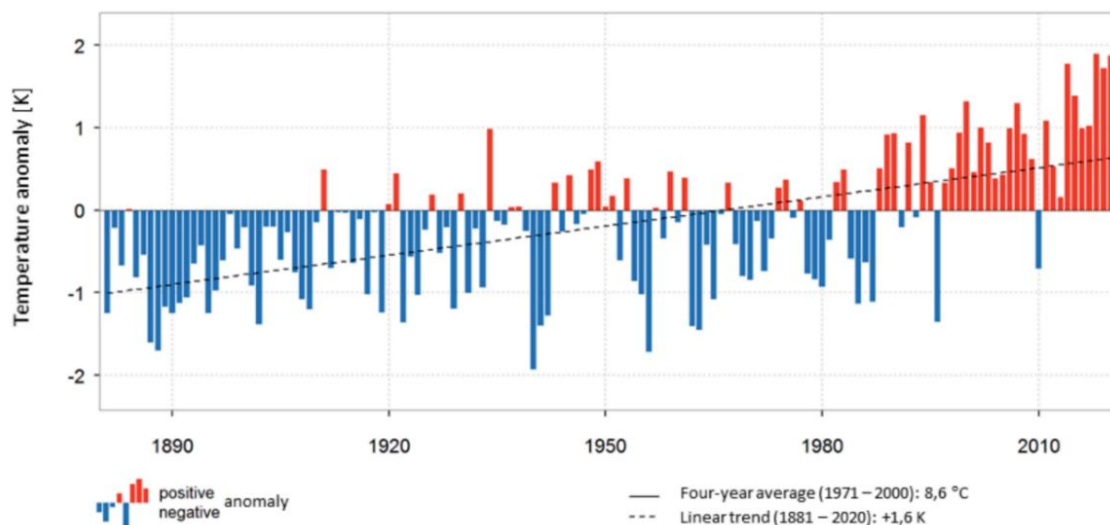 Temperature anomaly [K]
2
1
0
-1
-2
1890 1920 1950 1980 2010
positive
negative
anomaly
Four-year average (1971 – 2000): 8,6 °C
Linear trend (1881 – 2020): +1,6 K